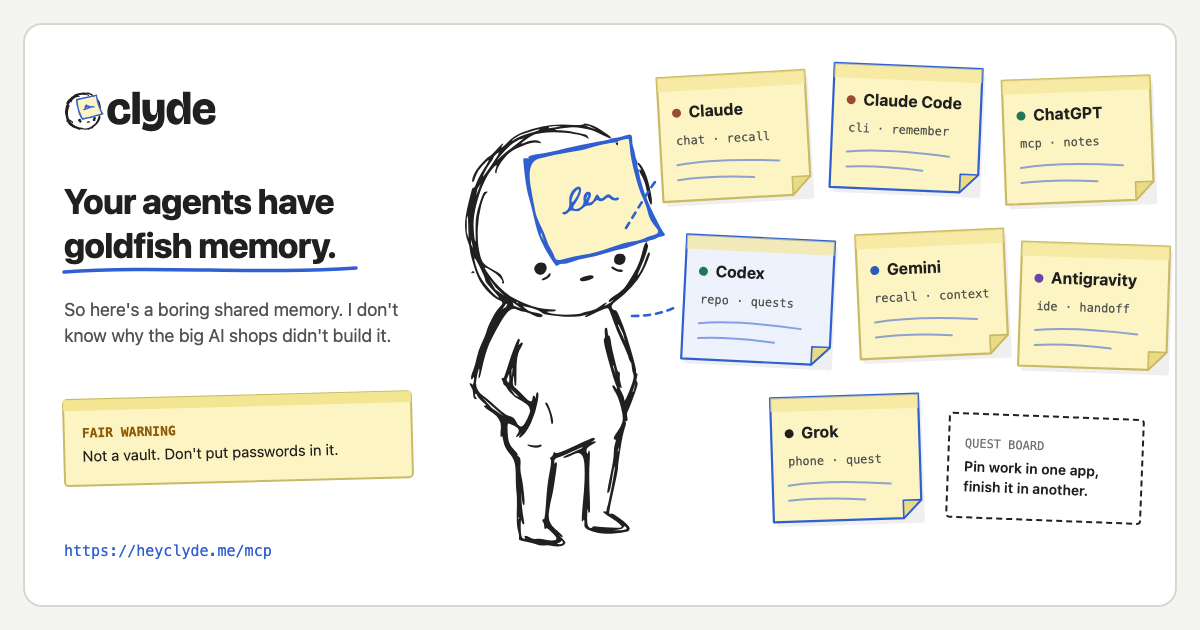 clyde
Your agents have
goldfish memory.
So here's a boring shared memory. I don't
know why the big AI shops didn't build it.
FAIR WARNING
Not a vault. Don't put passwords in it.
https://heyclyde.me/mcp
Claude
chat · recall
Claude Code
cli · remember
ChatGPT
mcp · notes
Codex
repo · quests
Gemini
recall · context
Antigravity
ide · handoff
Grok
phone · quest
QUEST BOARD
Pin work in one app,
finish it in another.